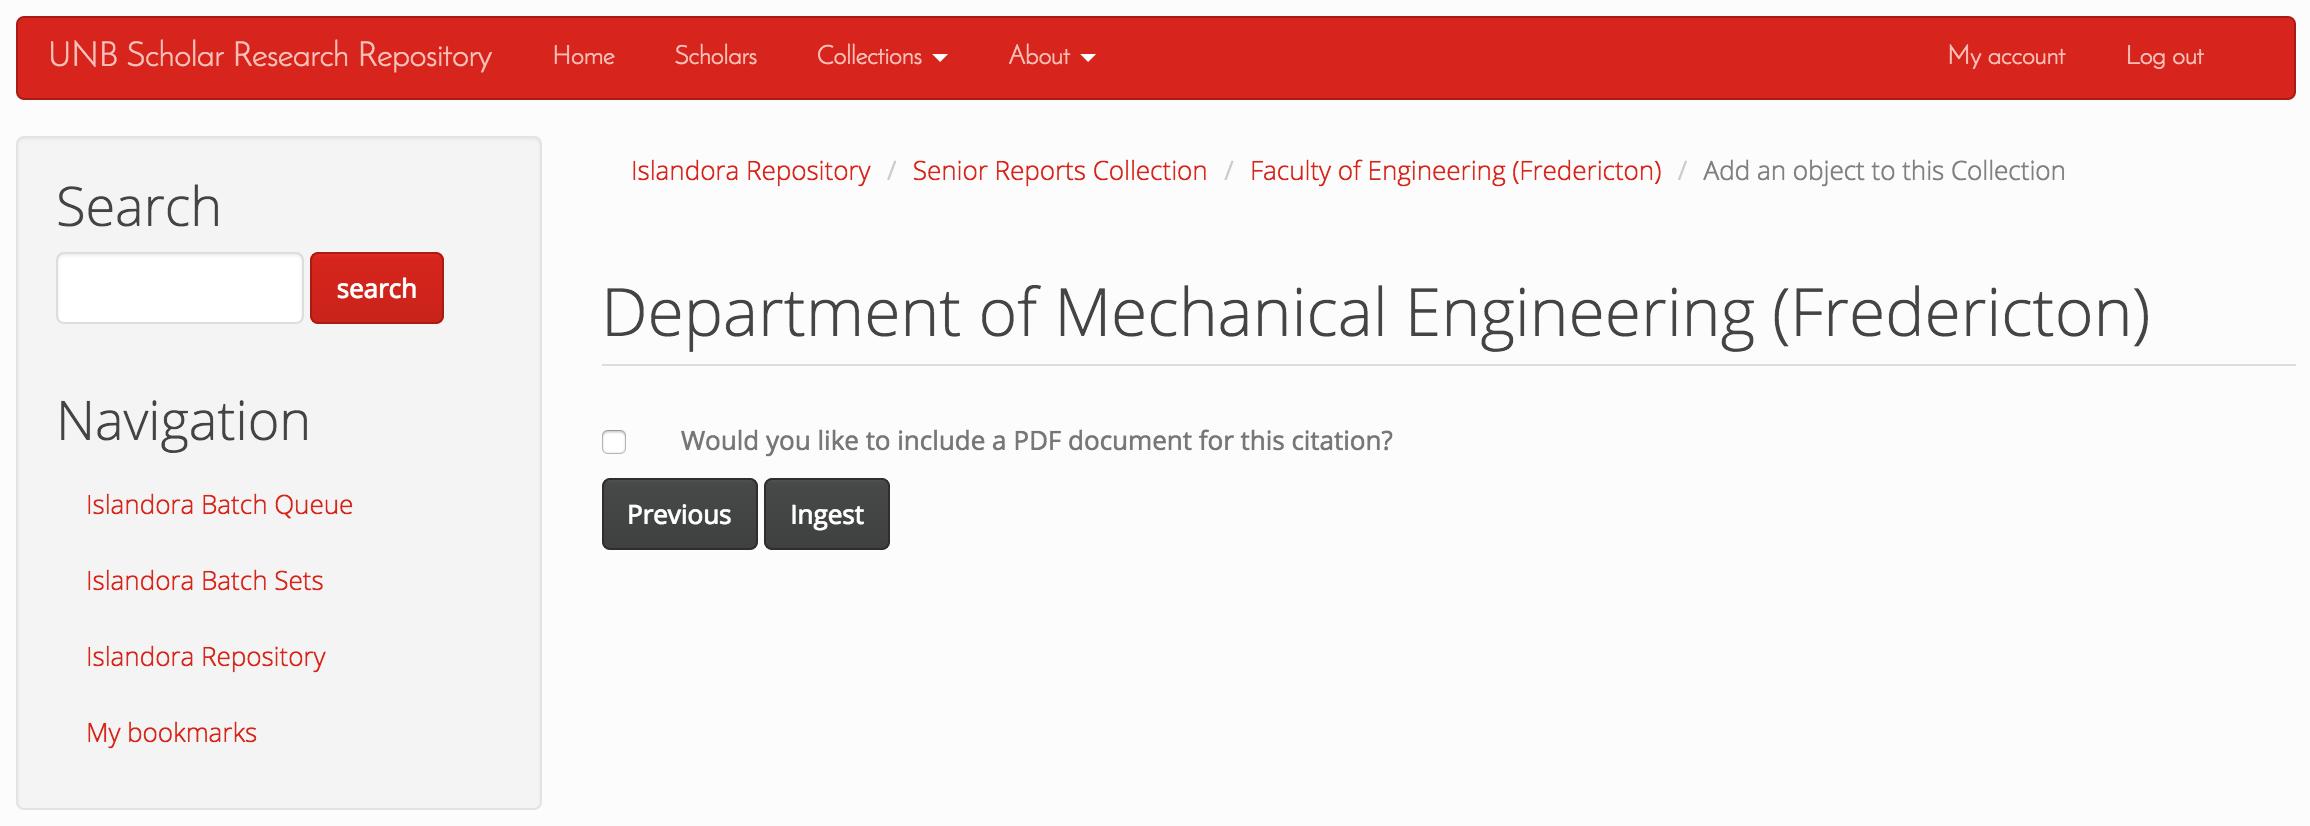 UNB Scholar Research Repository Home Scholars Collections About My account Log out
Search
search
Navigation
Islandora Batch Queue
Islandora Batch Sets
Islandora Repository
My bookmarks
Islandora Repository / Senior Reports Collection / Faculty of Engineering (Fredericton) / Add an object to this Collection
Department of Mechanical Engineering (Fredericton)
Would you like to include a PDF document for this citation?
Previous Ingest